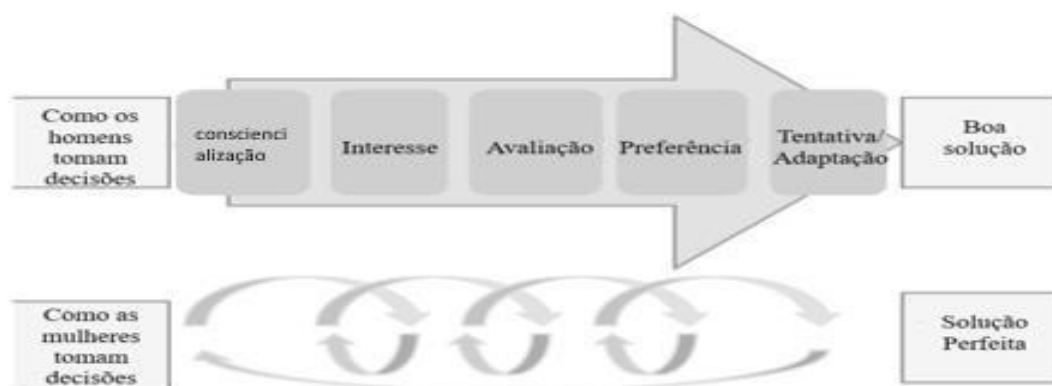 Como os
homens
tomam
decisões
conscienci
alização
Interesse
Avaliação
Preferência
Tentativa/
Adaptação
Boa
solução
Como as
mulheres
tomam
decisões
Solução
Perfeita